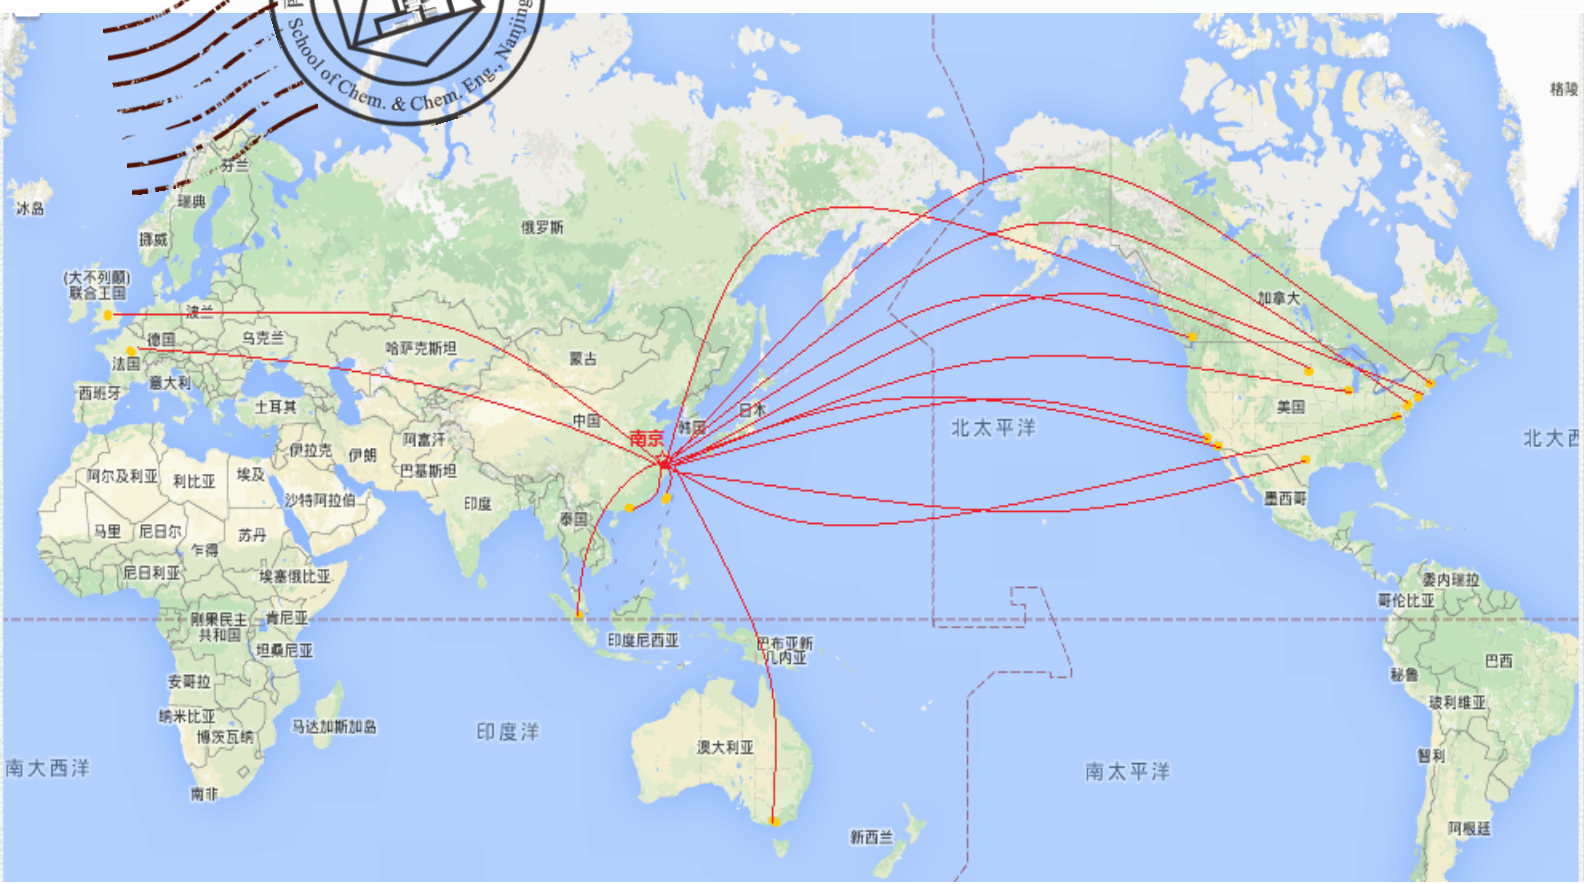 School of Chem. & Chem. Eng., Nanjing
格陵
芬兰
瑞典
冰岛
挪威
俄罗斯
(大不列颠)
联合王国
波兰
加拿大
德国
乌克兰
法国
哈萨克斯坦
蒙古
意大利
西班牙
土耳其
日本
美国
中国
韩国
北太平洋
南京
北大西
阿富汗
伊拉克
伊朗
阿尔及利亚
利比亚
埃及
巴基斯坦
沙特阿拉伯
印度
墨西哥
泰国
马里
尼日尔
苏丹
乍得
尼日利亚
埃塞俄比亚
委内瑞拉
哥伦比亚
刚果民主
共和国
肯尼亚
印度尼西亚
巴布亚新
几内亚
坦桑尼亚
巴西
秘鲁
安哥拉
玻利维亚
纳米比亚
博茨瓦纳
马达加斯加岛
印度洋
澳大利亚
智利
南大西洋
南太平洋
南非
新西兰
阿根廷